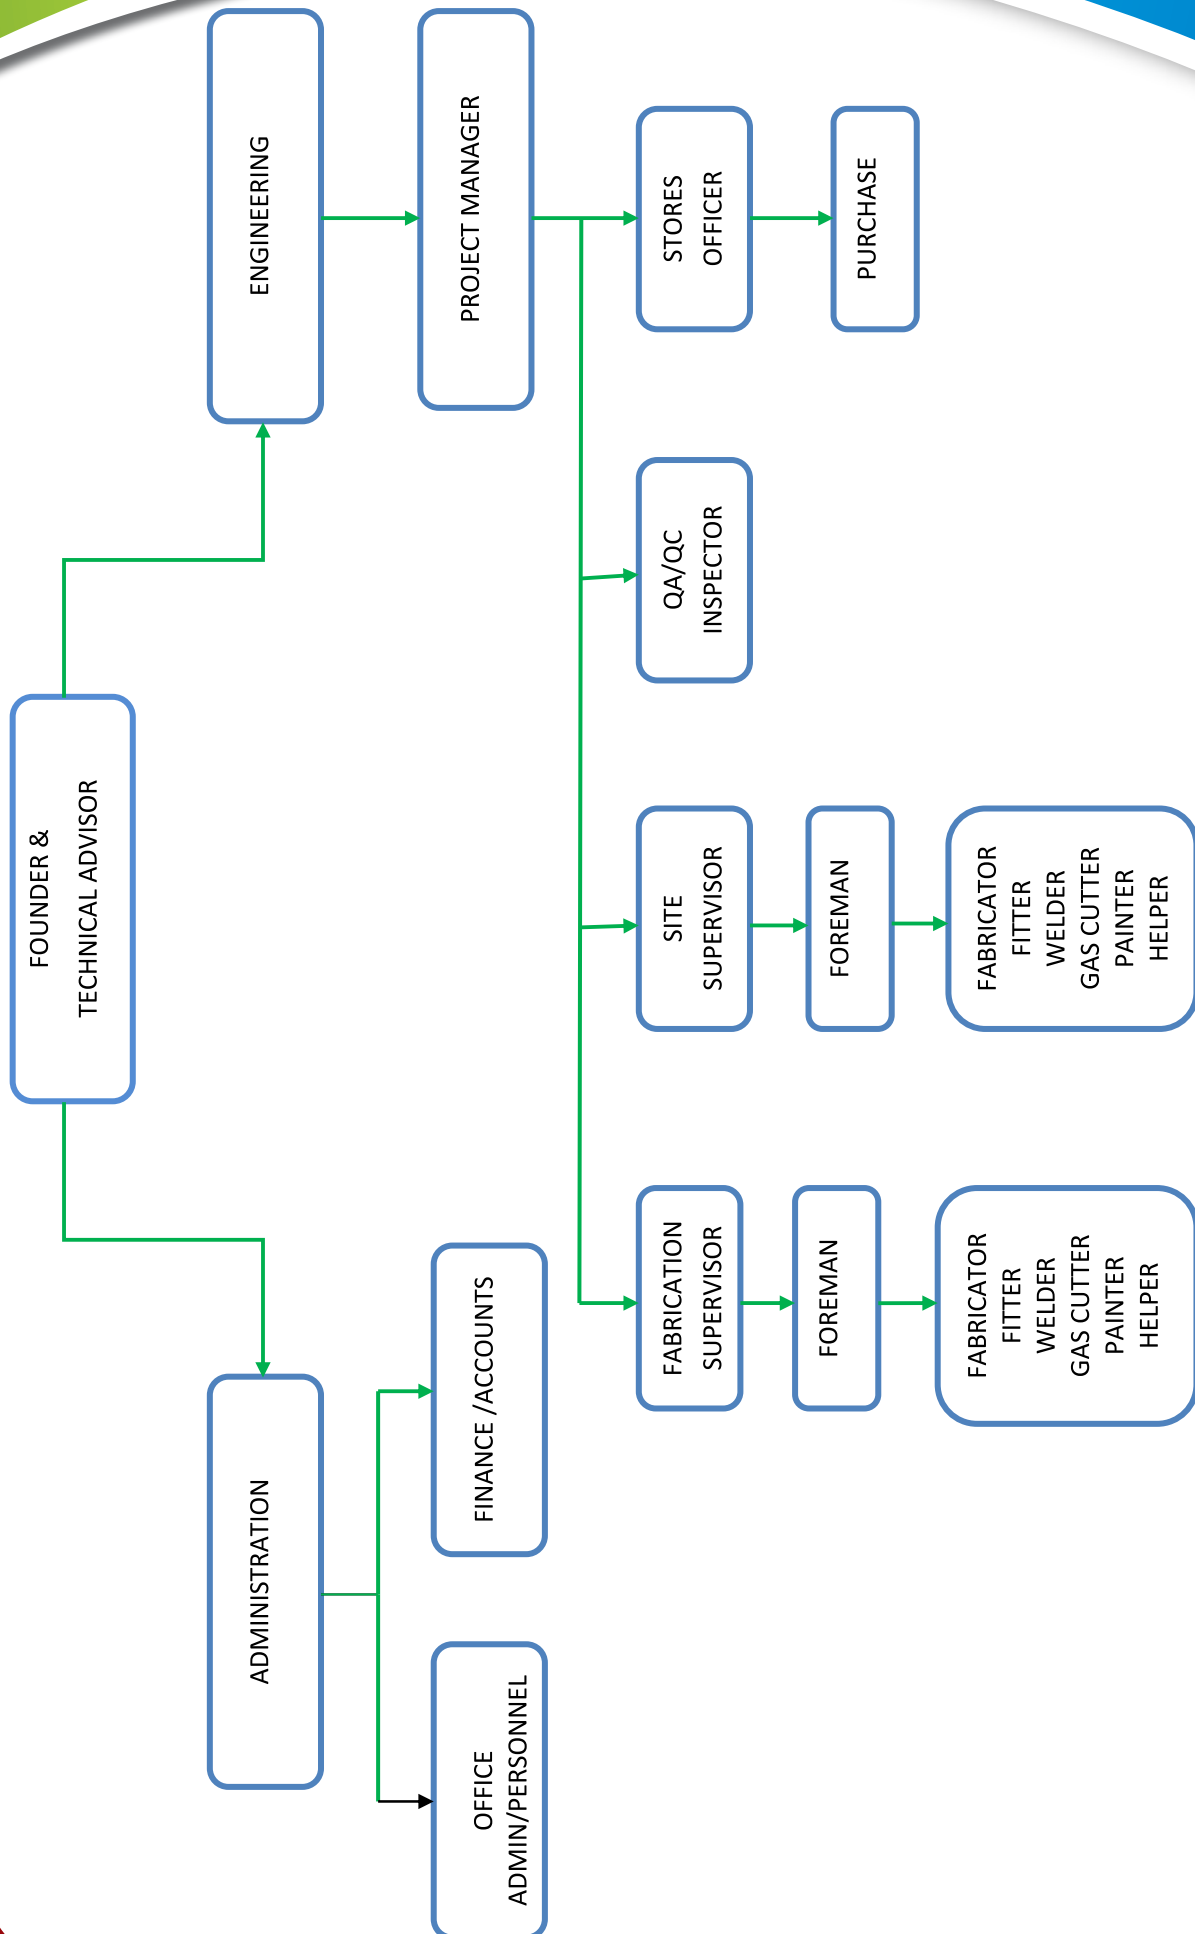 FOUNDER &
TECHNICAL ADVISOR
ADMINISTRATION
ENGINEERING
OFFICE
ADMIN/PERSONNEL
FINANCE /ACCOUNTS
PROJECT MANAGER
FABRICATION
SUPERVISOR
SITE
SUPERVISOR
QA/QC
INSPECTOR
STORES
OFFICER
FOREMAN
FOREMAN
PURCHASE
FABRICATOR
FITTER
WELDER
GAS CUTTER
PAINTER
HELPER
FABRICATOR
FITTER
WELDER
GAS CUTTER
PAINTER
HELPER